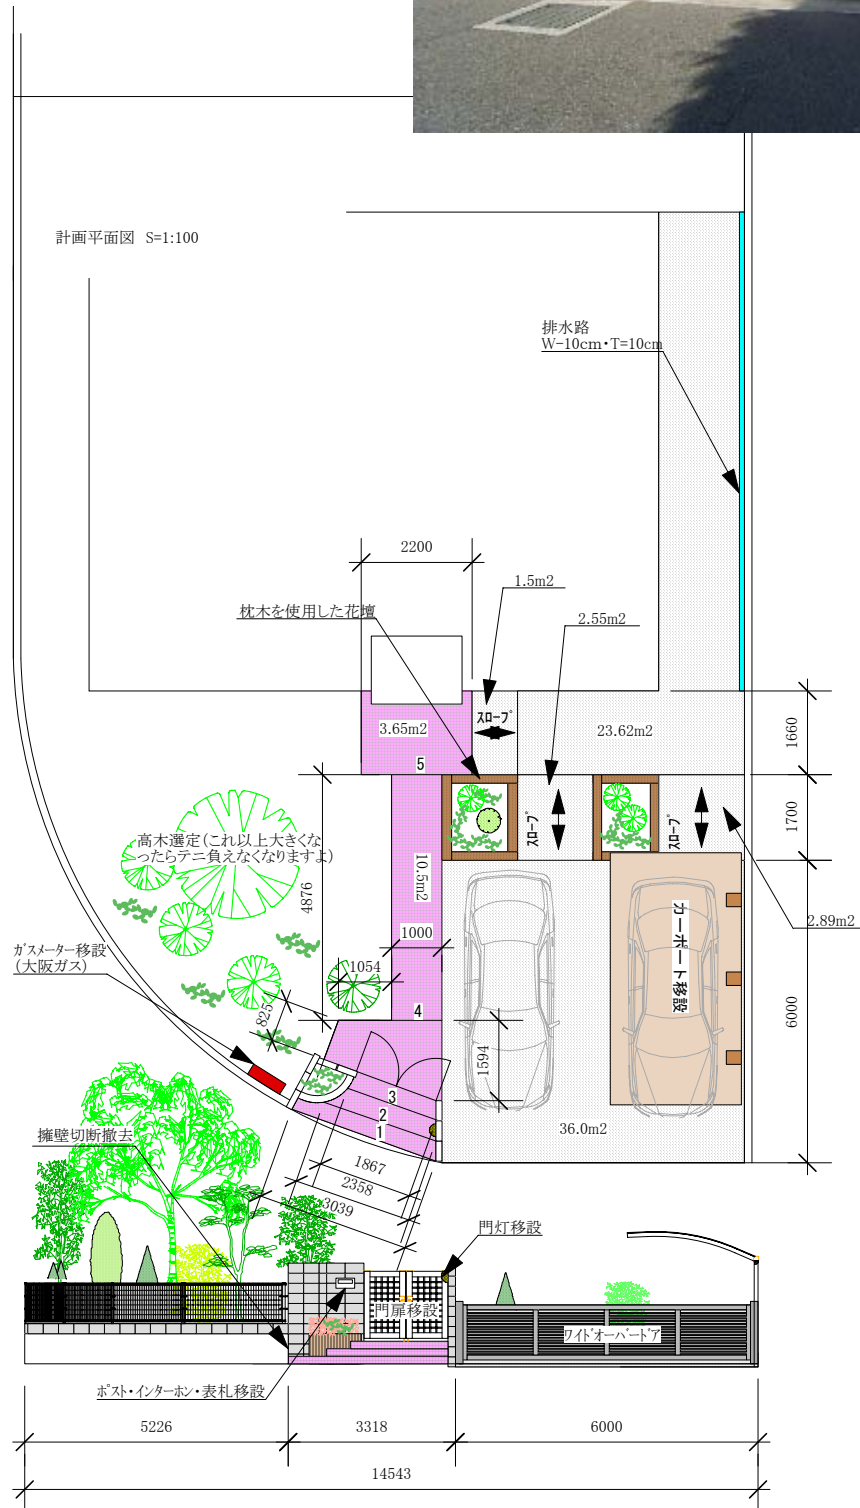 計画平面図 S=1:100
排水路
W-10cm・T=10cm
2200
1.5m2
枕木を使用した花壇
2.55m2
スロープ
3.65m2
23.62m2
1660
5
1700
スロープ
スロープ
高木選定(これ以上大きくな
ったらテニ負えなくなりますよ)
10.5m2
4876
カーポート移設
2.89m2
1000
ガスメーター移設
(大阪ガス)
1054
6000
825
4
1594
3
2
1
36.0m2
擁壁切断撤去
1867
2358
3039
門灯移設
門扉移設
ワイドオーバードア
ポスト・インターホン・表札移設
5226
3318
6000
14543